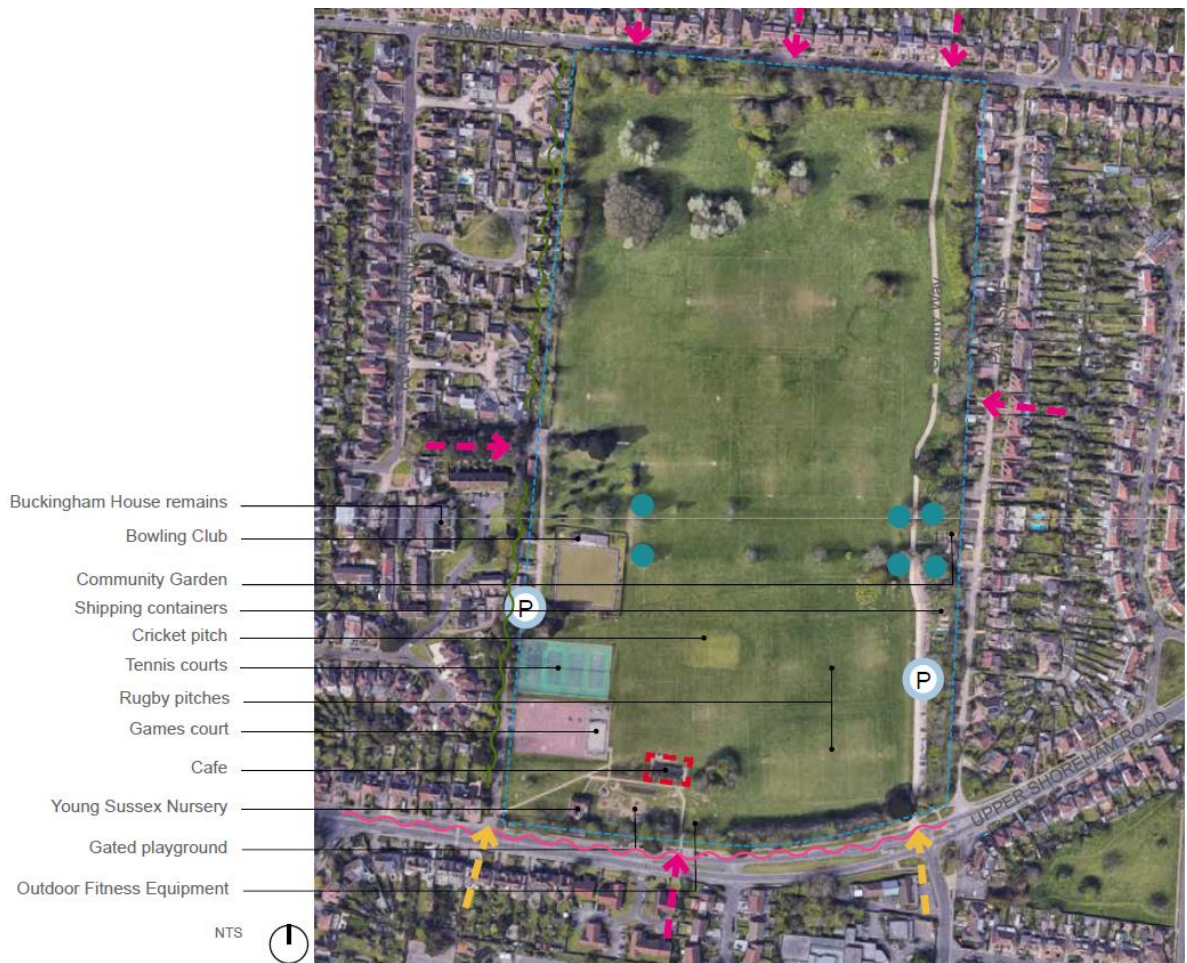 DOWNSIDE
Buckingham House remains
Bowling Club
Community Garden
Shipping containers
Cricket pitch
Tennis courts
Rugby pitches
Games court
Cafe
Young Sussex Nursery
Gated playground
Outdoor Fitness Equipment
NTS
P
P
Way
UPPER SHOREHAM ROAD